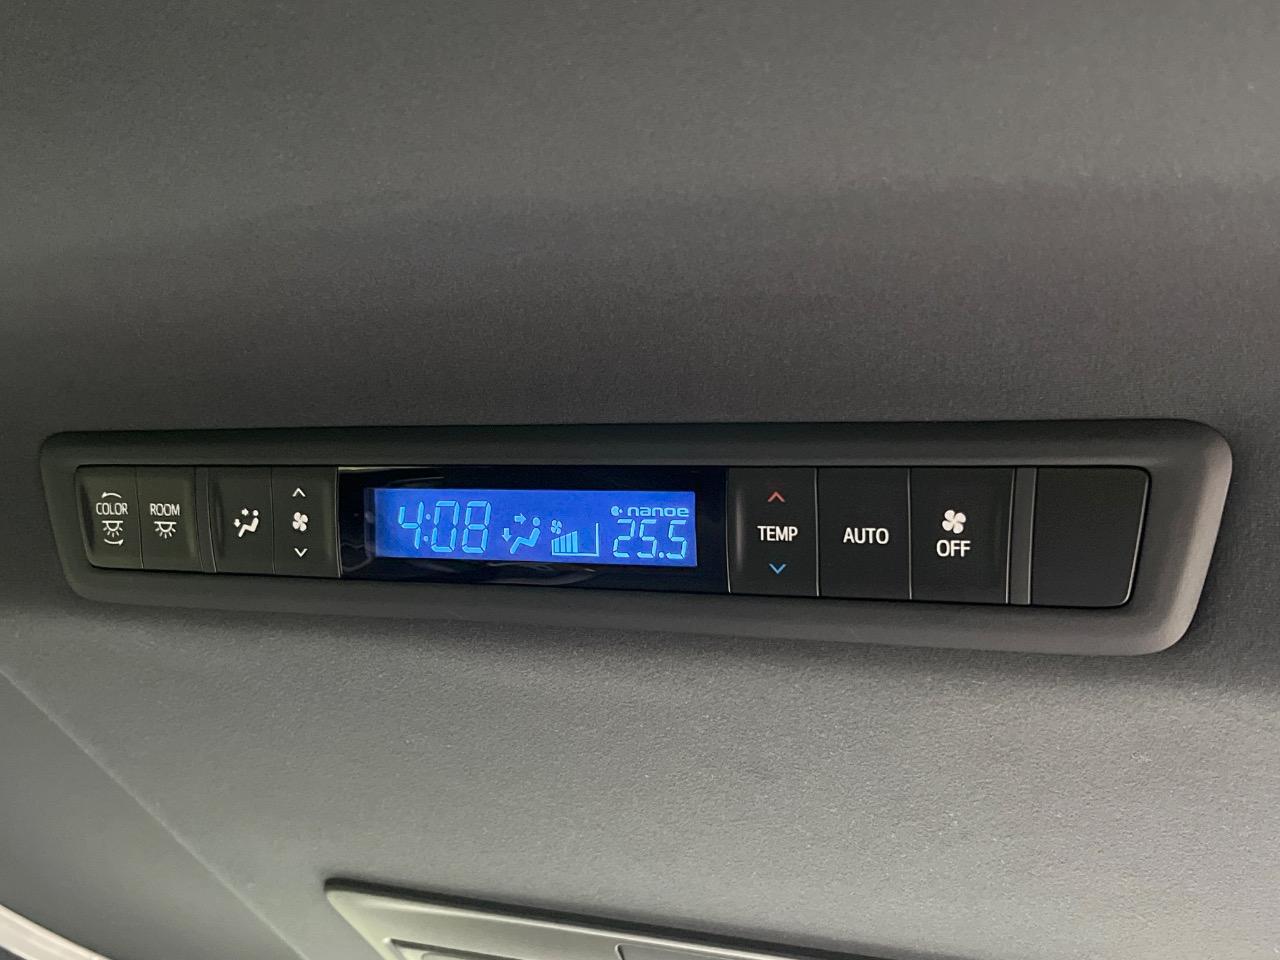 COLOR
ROOM
4:08
nanoe
25.5
TEMP
AUTO
OFF